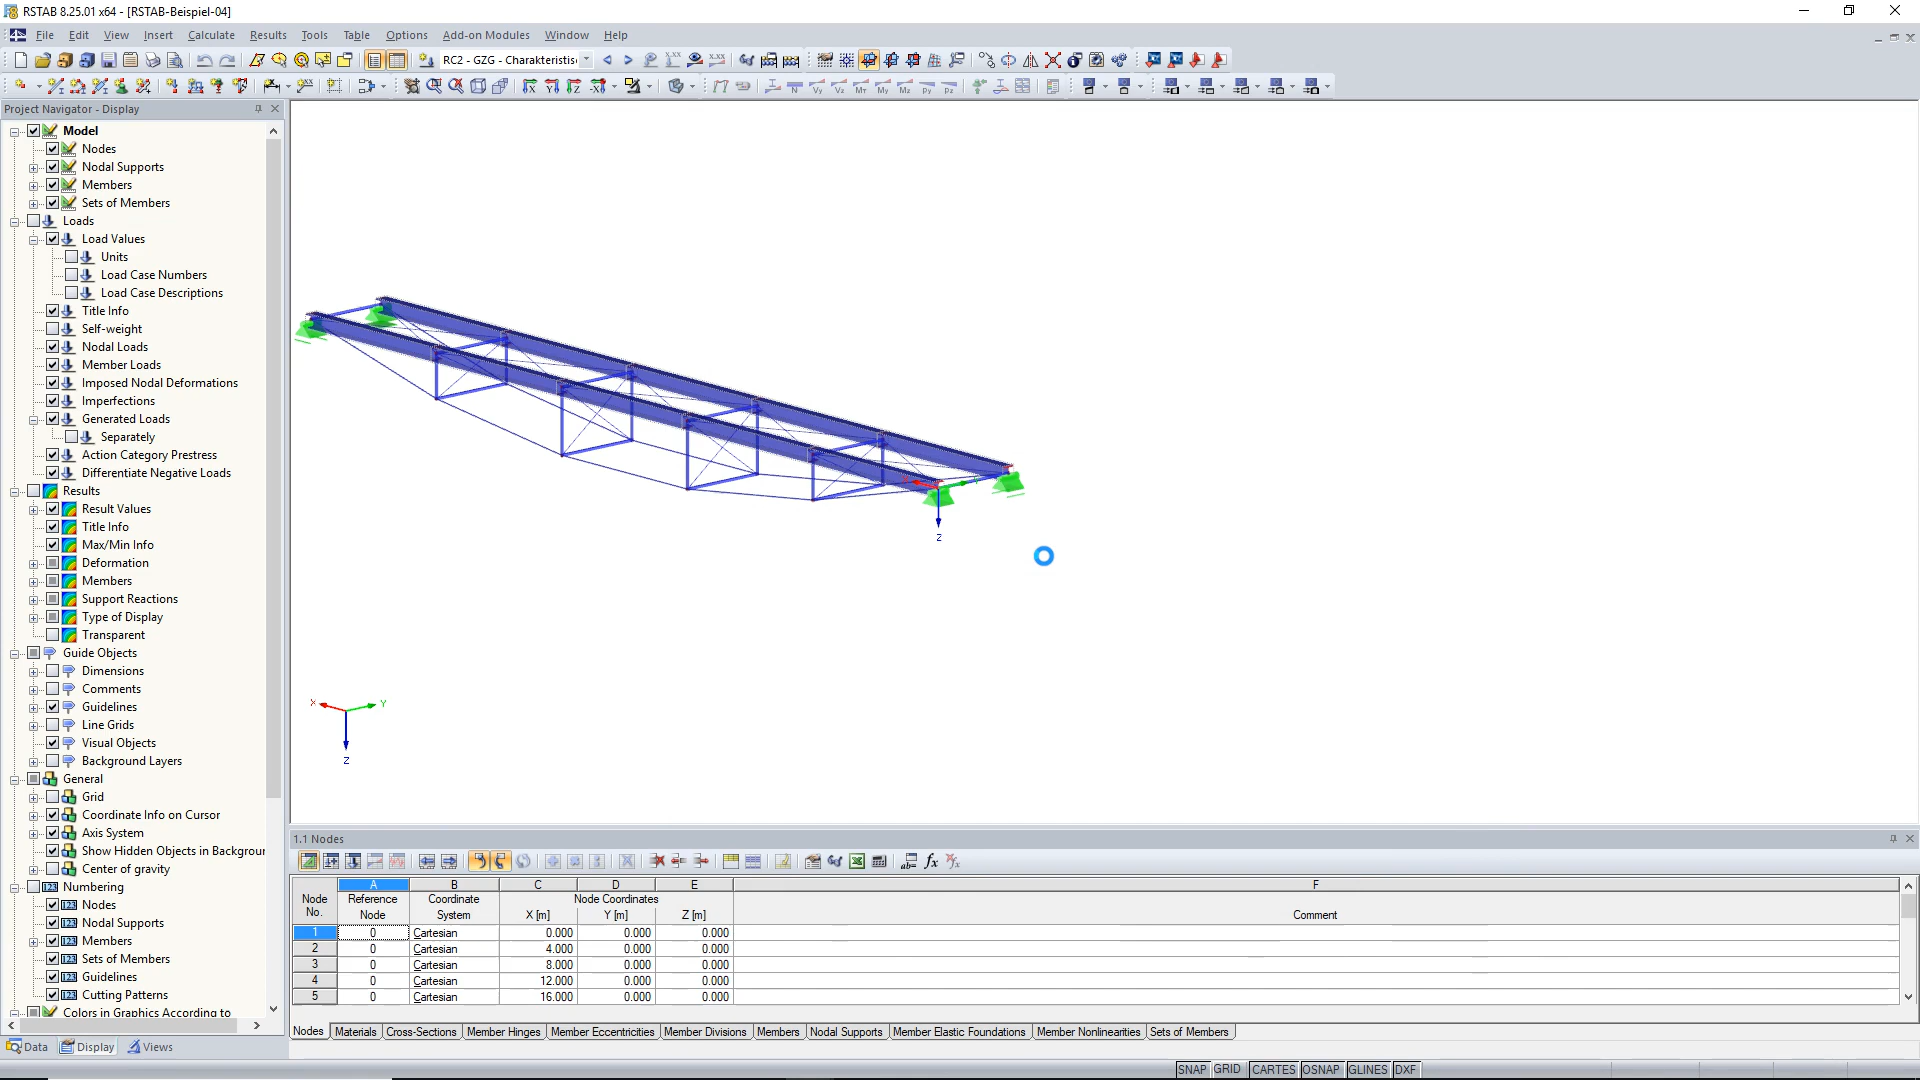 RSTAB 8.25.01 x64 - [RSTAB-Beispiel-04]
File Edit View Insert Calculate Results Tools Table Options Add-on Modules Window Help
RC2 - GZG - Charakteristisc
Project Navigator - Display
Model
Nodes
Nodal Supports
Members
Sets of Members
Loads
Load Values
Units
Load Case Numbers
Load Case Descriptions
Title Info
Self-weight
Nodal Loads
Member Loads
Imposed Nodal Deformations
Imperfections
Generated Loads
Separately
Action Category Prestress
Differentiate Negative Loads
Results
Result Values
Title Info
Max/Min Info
Deformation
Members
Support Reactions
Type of Display
Transparent
Guide Objects
Dimensions
Comments
Guidelines
Line Grids
Visual Objects
Background Layers
General
Grid
Coordinate Info on Cursor
Axis System
Show Hidden Objects in Backgrour
Center of gravity
Numbering
Nodes
Nodal Supports
Members
Sets of Members
Guidelines
Cutting Patterns
Colors in Graphics According to
Data Display Views
Z
X Y
Z
1.1 Nodes
A B C D E F
Node No. Reference Node Coordinate System Node Coordinates
X [m] Y [m] Z [m] Comment
1 0 Cartesian 0.000 0.000 0.000
2 0 Cartesian 4.000 0.000 0.000
3 0 Cartesian 8.000 0.000 0.000
4 0 Cartesian 12.000 0.000 0.000
5 0 Cartesian 16.000 0.000 0.000
Nodes Materials Cross-Sections Member Hinges Member Eccentricities Member Divisions Members Nodal Supports Member Elastic Foundations Member Nonlinearities Sets of Members
SNAP GRID CARTES OSNAP GLINES DXF